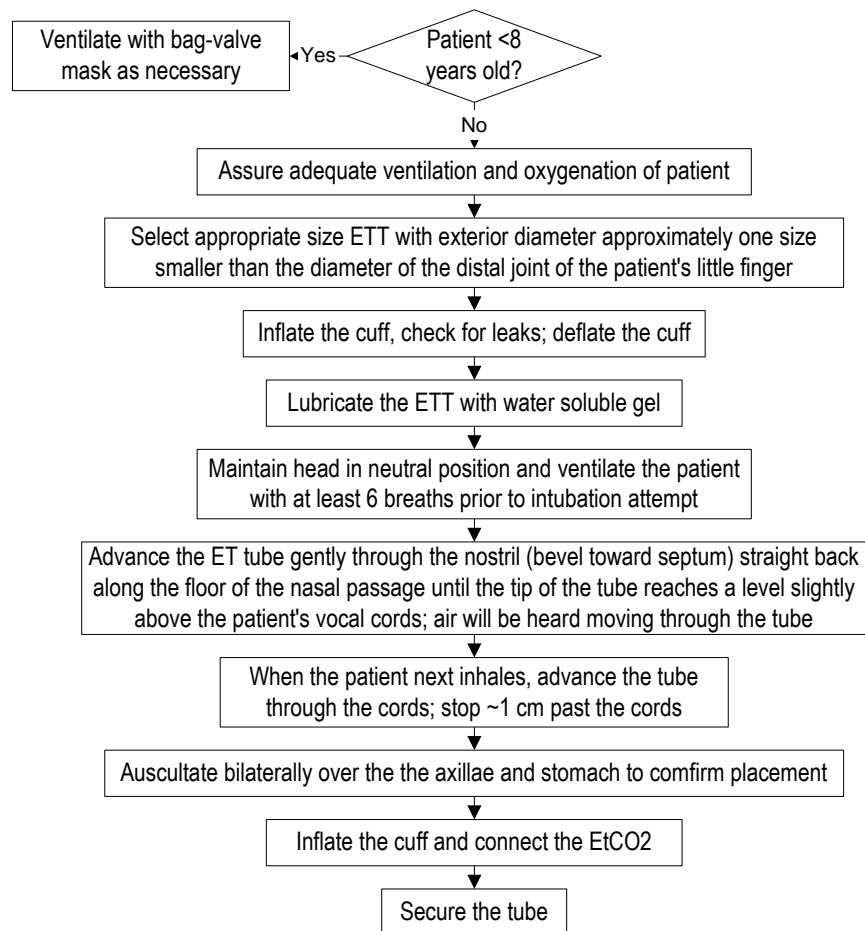 Ventilate with bag-valve
mask as necessary
Yes
Patient <8
years old?
No
Assure adequate ventilation and oxygenation of patient
Select appropriate size ETT with exterior diameter approximately one size
smaller than the diameter of the distal joint of the patient's little finger
Inflate the cuff, check for leaks; deflate the cuff
Lubricate the ETT with water soluble gel
Maintain head in neutral position and ventilate the patient
with at least 6 breaths prior to intubation attempt
Advance the ET tube gently through the nostril (bevel toward septum) straight back
along the floor of the nasal passage until the tip of the tube reaches a level slightly
above the patient's vocal cords; air will be heard moving through the tube
When the patient next inhales, advance the tube
through the cords; stop ~1 cm past the cords
Auscultate bilaterally over the the axillae and stomach to comfirm placement
Inflate the cuff and connect the EtCO2
Secure the tube